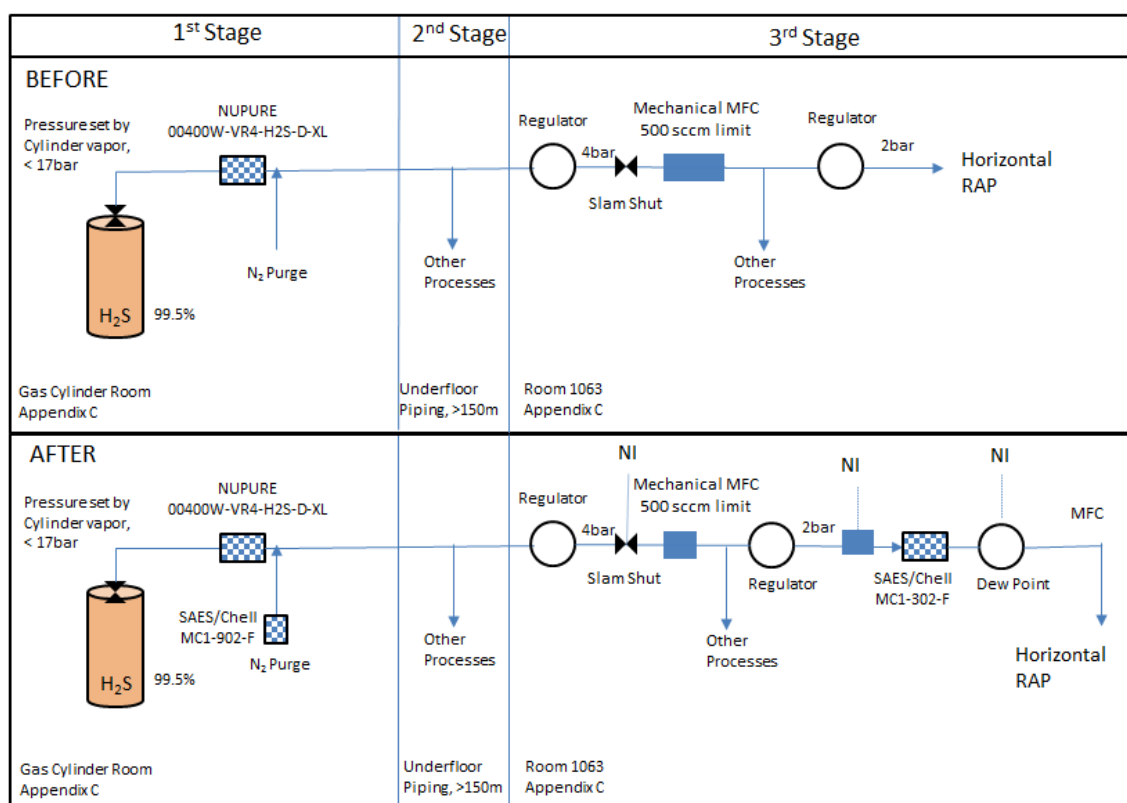 1st Stage
2nd Stage
3rd Stage
BEFORE
Pressure set by
Cylinder vapor,
< 17bar
NUPURE
00400W-VR4-H2S-D-XL
N₂ Purge
H₂S
99.5%
Gas Cylinder Room
Appendix C
Other
Processes
Underfloor
Piping, >150m
Regulator
4bar
Slam Shut
Mechanical MFC
500 sccm limit
Other
Processes
Regulator
2bar
Horizontal
RAP
Room 1063
Appendix C
AFTER
Pressure set by
Cylinder vapor,
< 17bar
NUPURE
00400W-VR4-H2S-D-XL
SAES/Chell
MC1-902-F
N₂ Purge
H₂S
99.5%
Gas Cylinder Room
Appendix C
Other
Processes
Underfloor
Piping, >150m
Regulator
4bar
NI
Slam Shut
Mechanical MFC
500 sccm limit
Other
Processes
Regulator
2bar
NI
SAES/Chell
MC1-302-F
NI
Dew Point
MFC
Horizontal
RAP
Room 1063
Appendix C